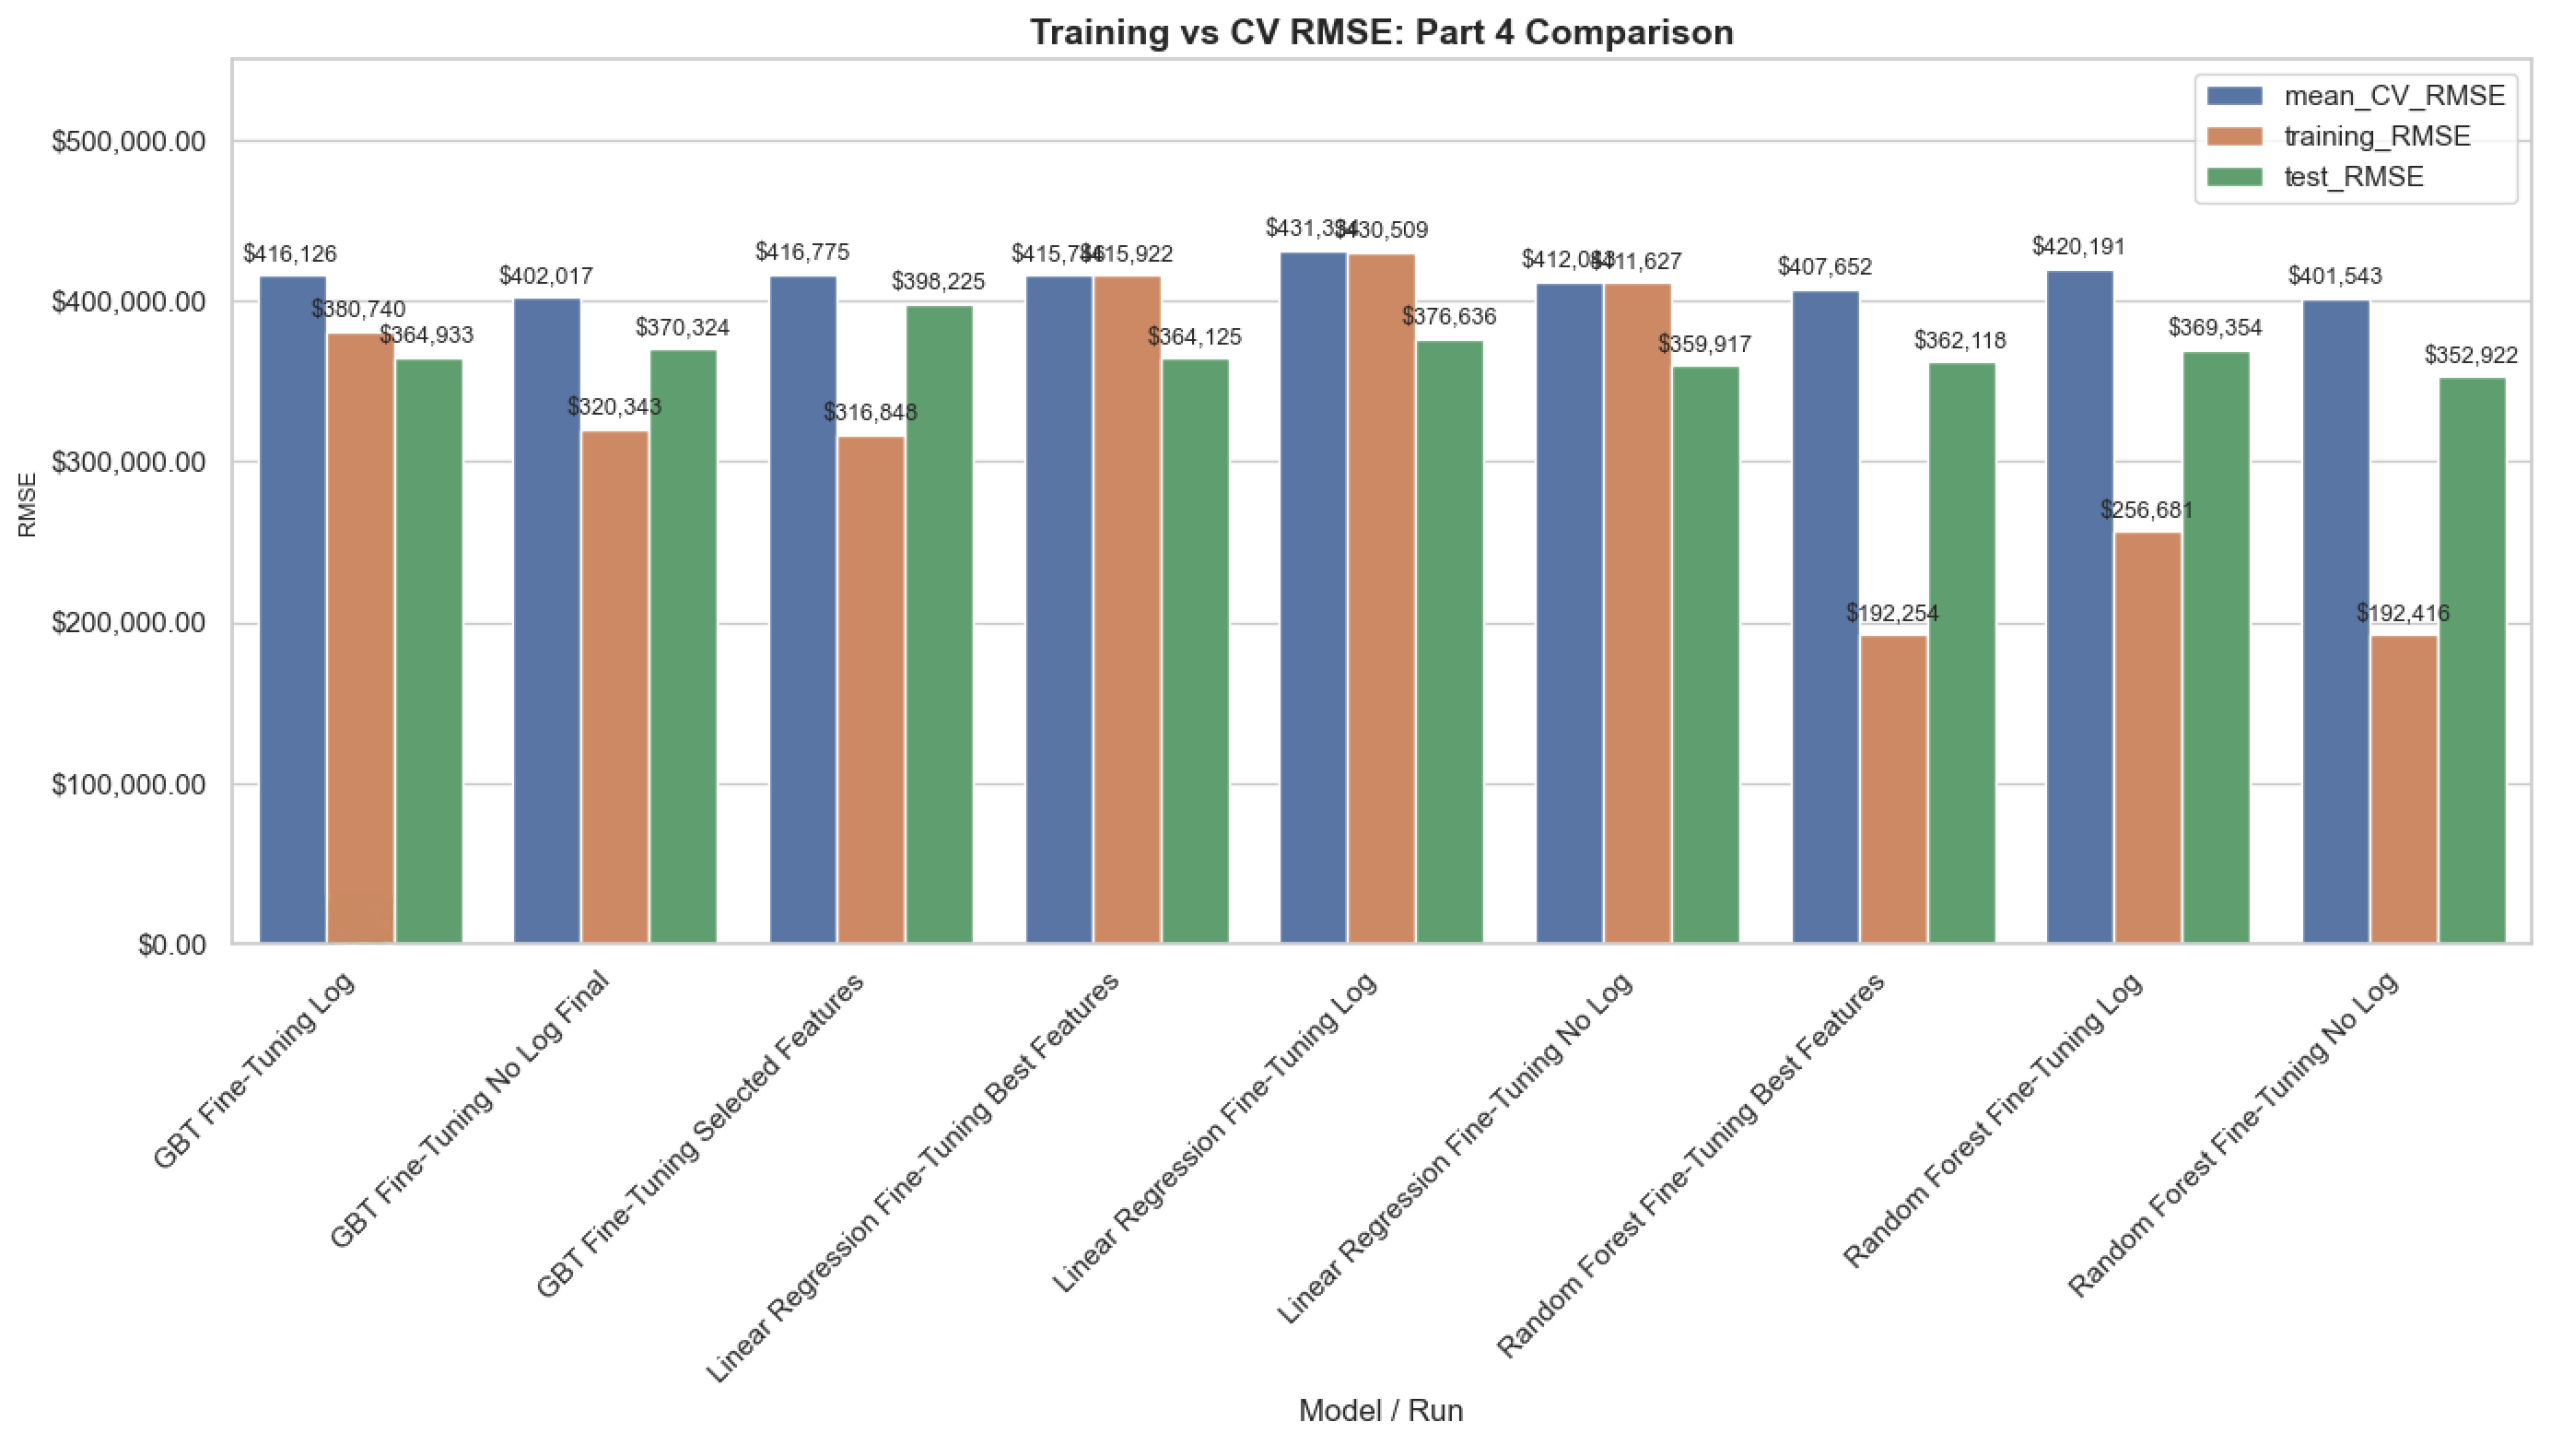 Training vs CV RMSE: Part 4 Comparison
mean_CV_RMSE
training_RMSE
test_RMSE
$500,000.00
$400,000.00
$300,000.00
$200,000.00
$100,000.00
$0.00
RMSE
$416,126
$380,740
$364,933
$402,017
$320,343
$370,324
$416,775
$316,848
$398,225
$415,922
$364,125
$430,509
$376,636
$411,627
$359,917
$407,652
$192,254
$362,118
$420,191
$256,681
$369,354
$401,543
$192,416
$352,922
GBT Fine-Tuning Log
GBT Fine-Tuning No Log Final
GBT Fine-Tuning Selected Features
Linear Regression Fine-Tuning Best Features
Linear Regression Fine-Tuning Log
Linear Regression Fine-Tuning No Log
Random Forest Fine-Tuning Best Features
Random Forest Fine-Tuning Log
Random Forest Fine-Tuning No Log
Model / Run